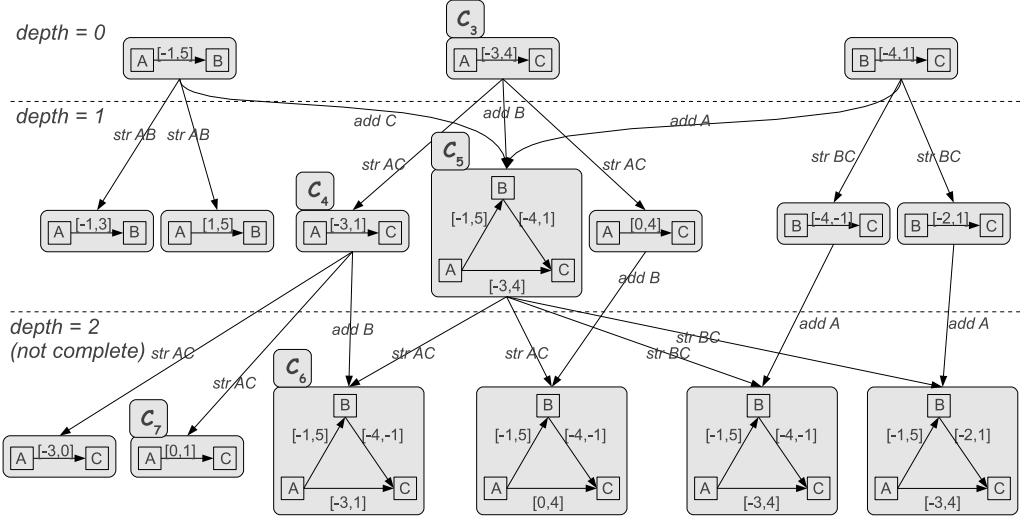 depth = 0
C3
A [-1,5] B
A [-3,4] C
B [-4,1] C
depth = 1
str AB
str AB
add C
str AC
add B
str AC
add A
str BC
str BC
C5
C4
A [-1,3] B
A [1,5] B
A [-3,1] C
B
[-1,5] [-4,1]
A C
[-3,4]
A [0,4] C
B [-4,-1] C
B [-2,1] C
depth = 2
(not complete)
str AC
str AC
add B
str AC
str AC
add B
str BC
str BC
add A
add A
C6
C7
A [-3,0] C
A [0,1] C
B
[-1,5] [-4,-1]
A C
[-3,1]
B
[-1,5] [-4,-1]
A C
[0,4]
B
[-1,5] [-4,-1]
A C
[-3,4]
B
[-1,5] [-2,1]
A C
[-3,4]